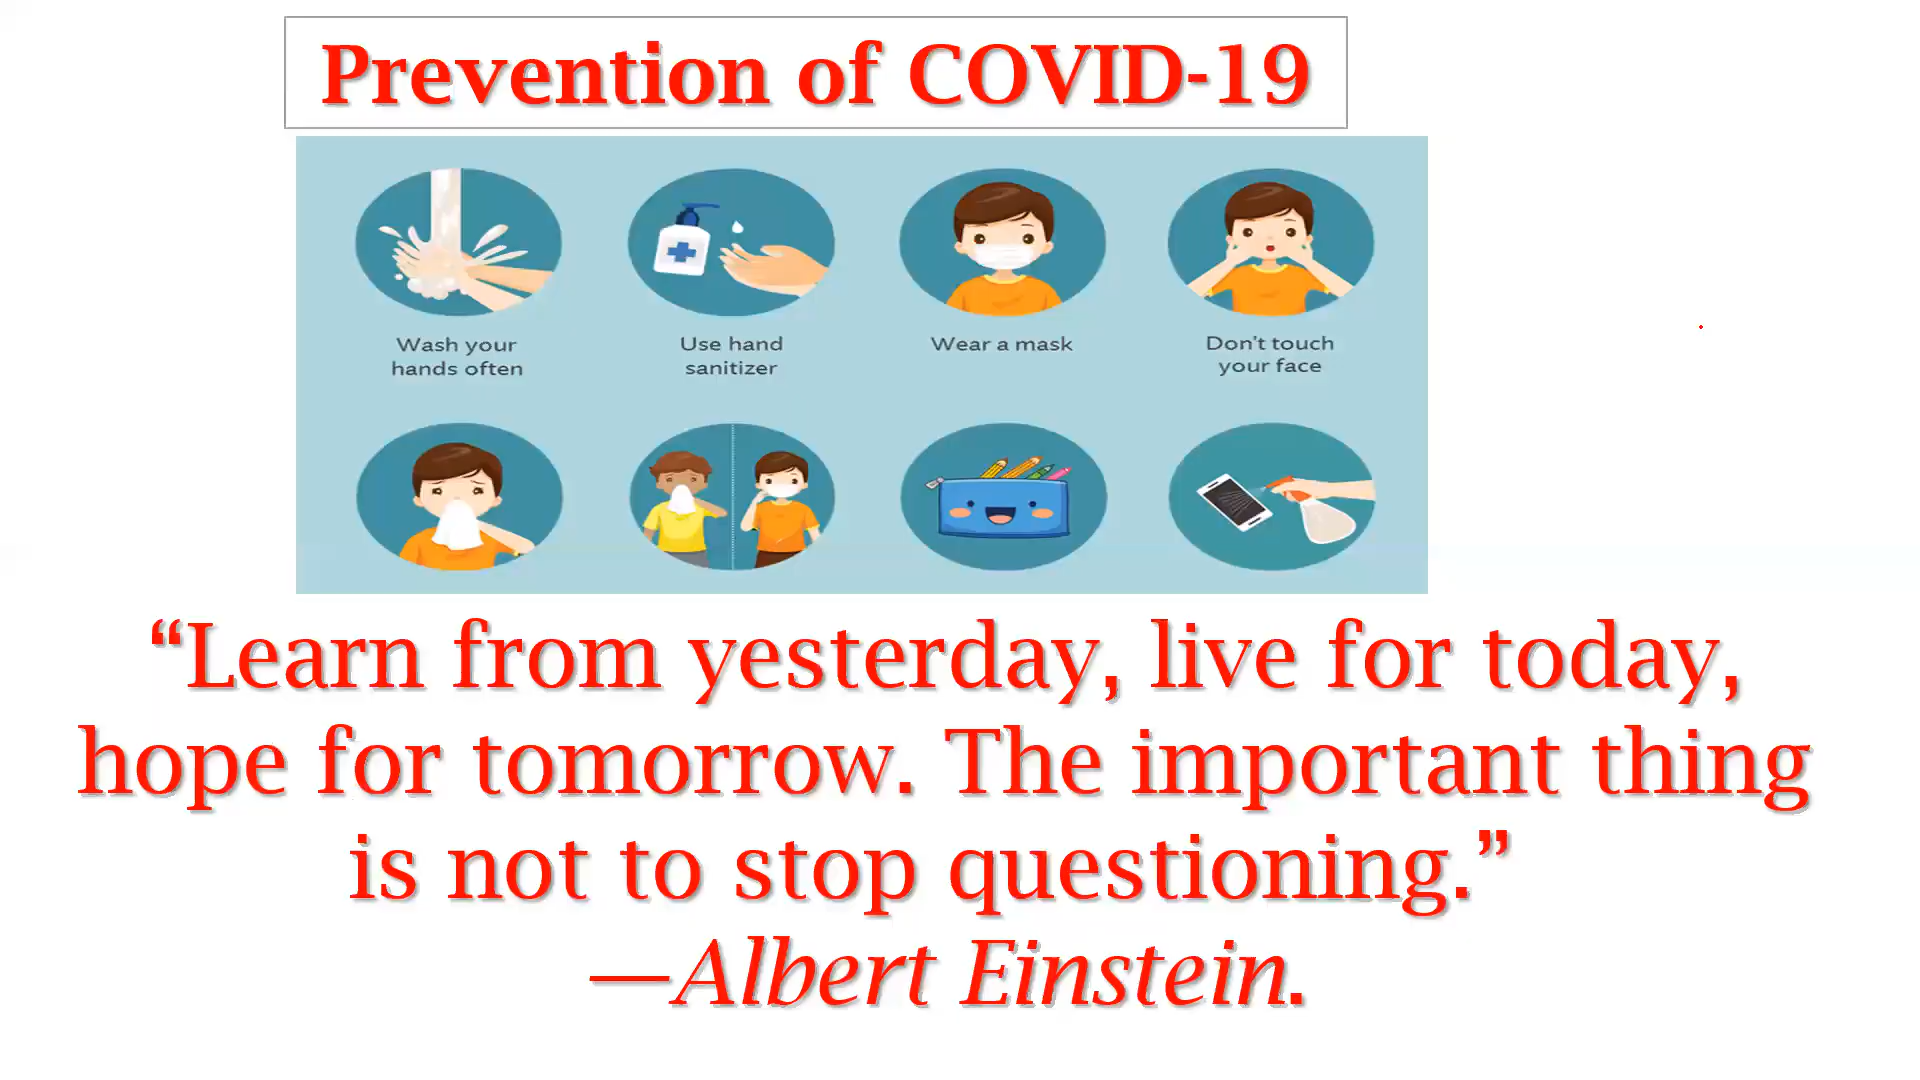 Prevention of COVID-19
Wash your
hands often
Use hand
sanitizer
Wear a mask
Don't touch
your face
“Learn from yesterday, live for today,
hope for tomorrow. The important thing
is not to stop questioning.”
—Albert Einstein.